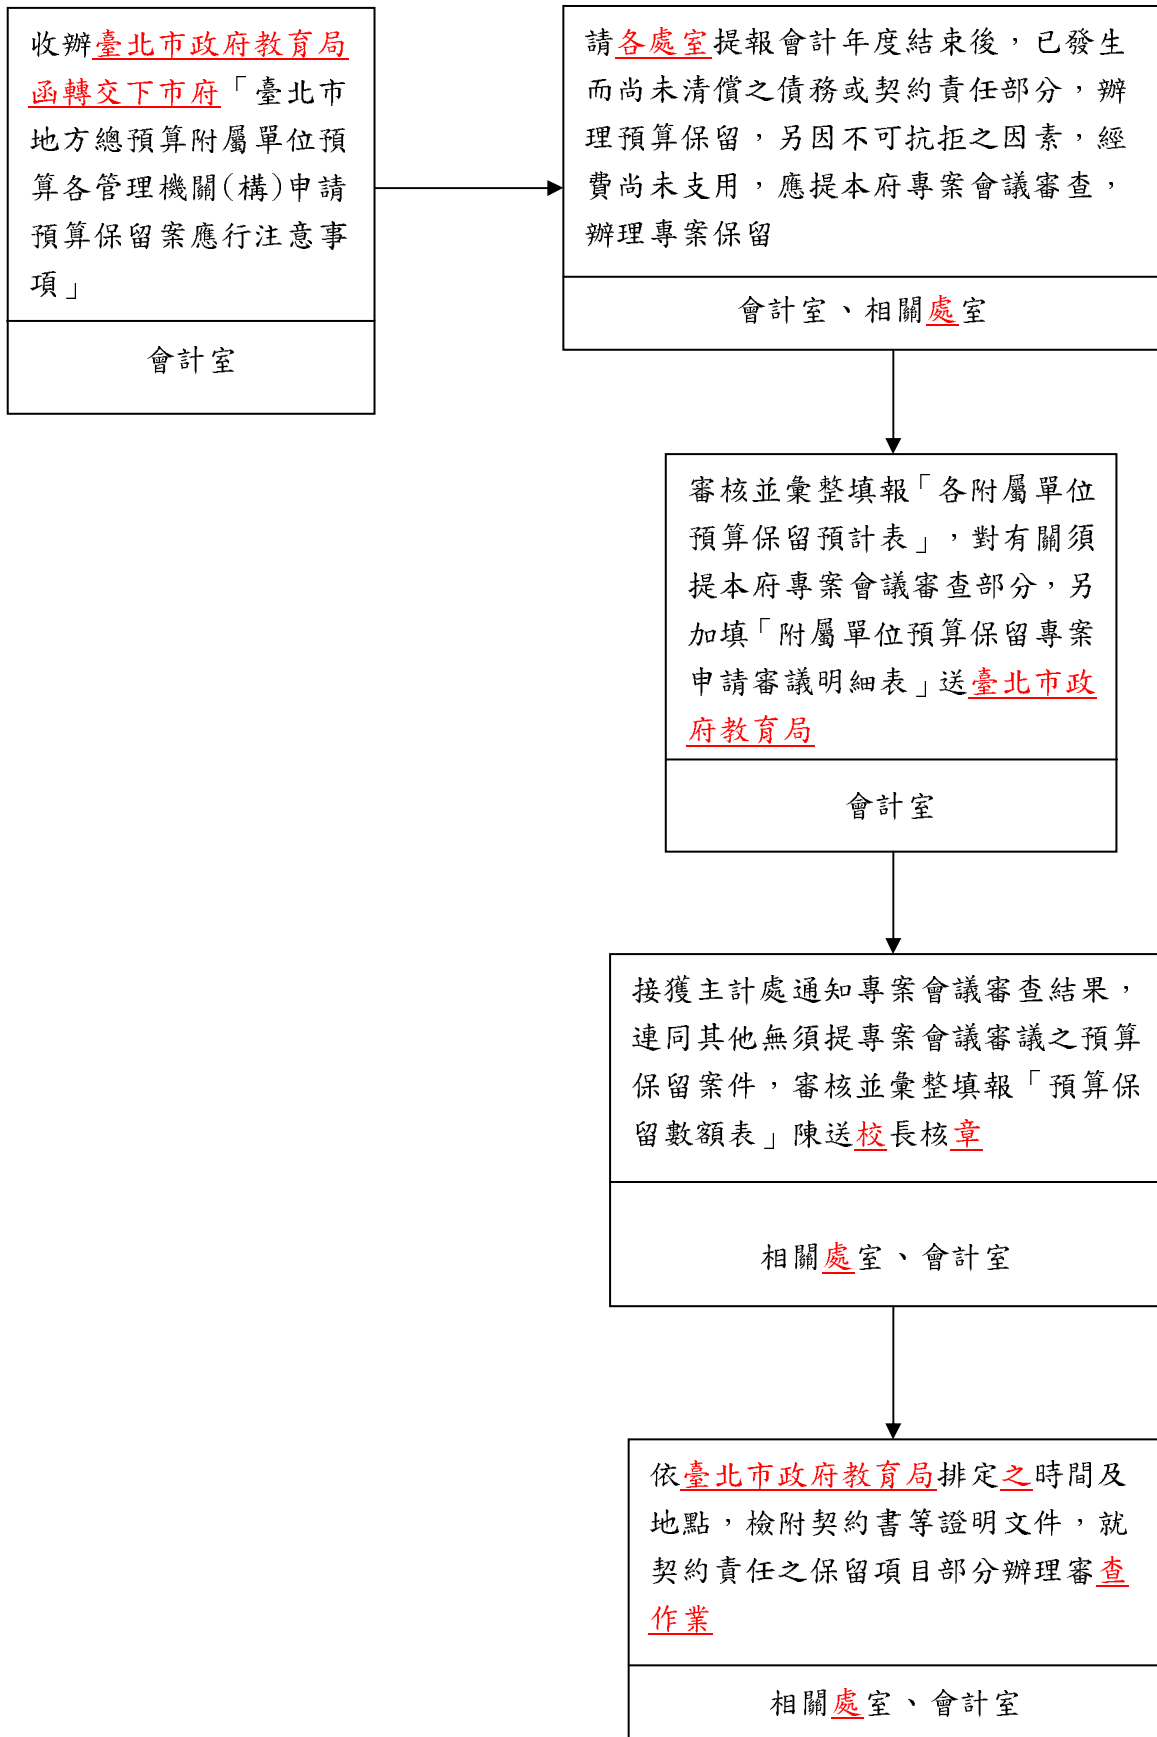 收辦臺北市政府教育局
函轉交下市府「臺北市
地方總預算附屬單位預
算各管理機關(構)申請
預算保留案應行注意事
項」
會計室
請各處室提報會計年度結束後，已發生
而尚未清償之債務或契約責任部分，辦
理預算保留，另因不可抗拒之因素，經
費尚未支用，應提本府專案會議審查，
辦理專案保留
會計室、相關處室
審核並彙整填報「各附屬單位
預算保留預計表」，對有關須
提本府專案會議審查部分，另
加填「附屬單位預算保留專案
申請審議明細表」送臺北市政
府教育局
會計室
接獲主計處通知專案會議審查結果，
連同其他無須提專案會議審議之預算
保留案件，審核並彙整填報「預算保
留數額表」陳送校長核章
相關處室、會計室
依臺北市政府教育局排定之時間及
地點，檢附契約書等證明文件，就
契約責任之保留項目部分辦理審查
作業
相關處室、會計室